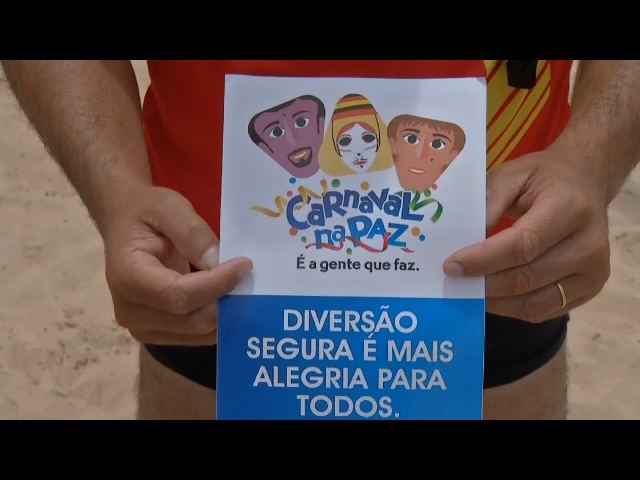 CARNAVAL
na PAZ
É a gente que faz.
DIVERSÃO
SEGURA É MAIS
ALEGRIA PARA
TODOS.